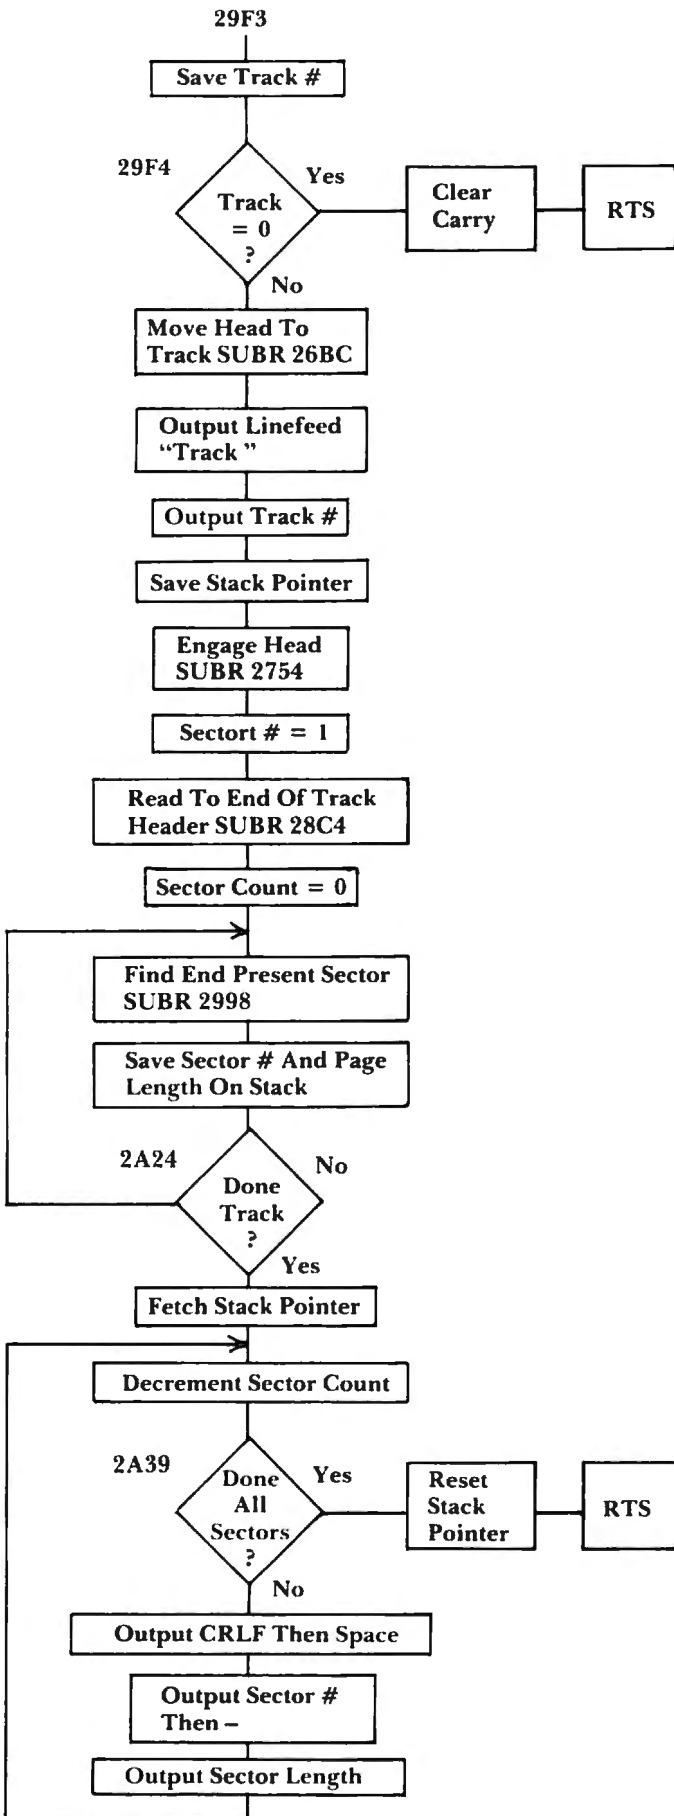 29F3
Save Track #
29F4
Track
= 0
?
Yes
Clear
Carry
RTS
No
Move Head To
Track SUBR 26BC
Output Linefeed
“Track ”
Output Track #
Save Stack Pointer
Engage Head
SUBR 2754
Sectort # = 1
Read To End Of Track
Header SUBR 28C4
Sector Count = 0
Find End Present Sector
SUBR 2998
Save Sector # And Page
Length On Stack
2A24
Done
Track
?
No
Yes
Fetch Stack Pointer
Decrement Sector Count
2A39
Done
All
Sectors
?
Yes
Reset
Stack
Pointer
RTS
No
Output CRLF Then Space
Output Sector #
Then –
Output Sector Length